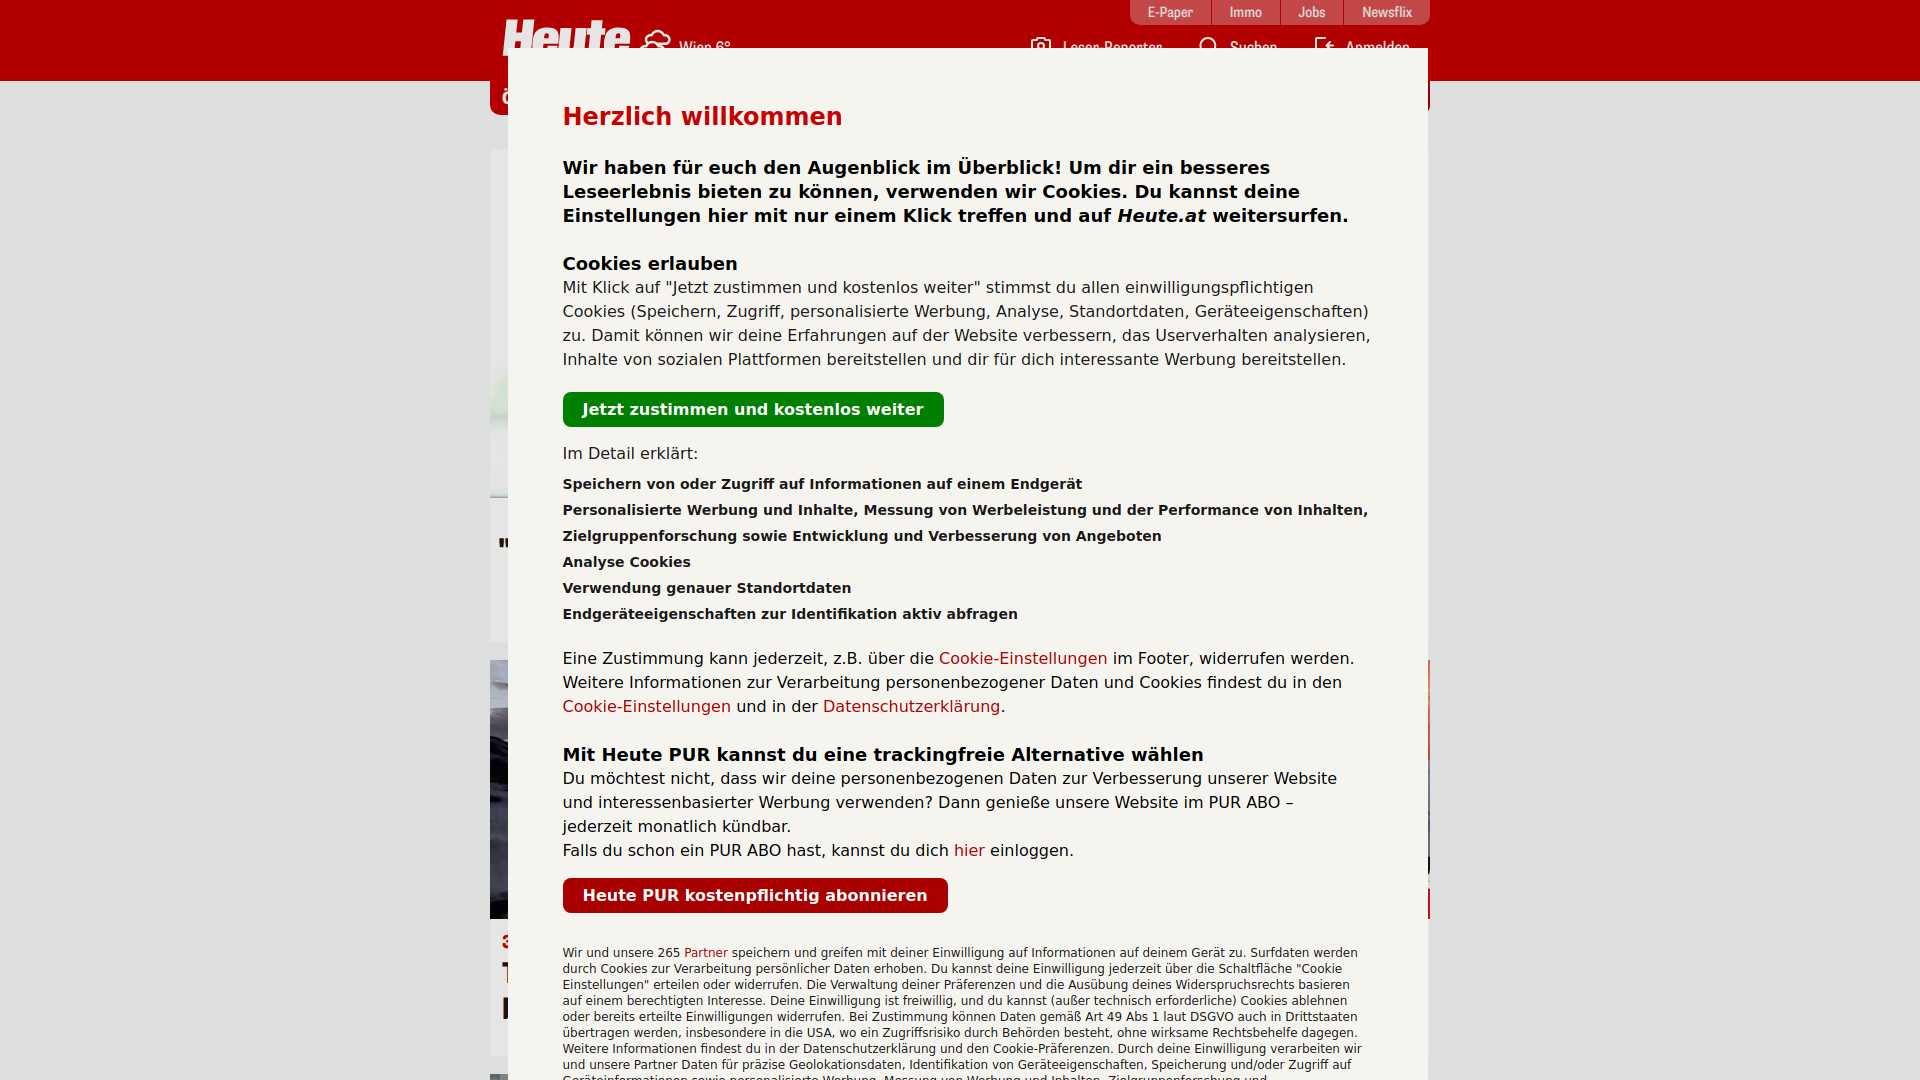 E-Paper
Immo
Jobs
Newsflix
Heute
Wien 6°
Leser-Reporter
Suchen
Anmelden
Herzlich willkommen
Wir haben für euch den Augenblick im Überblick! Um dir ein besseres
Leseerlebnis bieten zu können, verwenden wir Cookies. Du kannst deine
Einstellungen hier mit nur einem Klick treffen und auf Heute.at weitersurfen.
Cookies erlauben
Mit Klick auf "Jetzt zustimmen und kostenlos weiter" stimmst du allen einwilligungspflichtigen
Cookies (Speichern, Zugriff, personalisierte Werbung, Analyse, Standortdaten, Geräteeigenschaften)
zu. Damit können wir deine Erfahrungen auf der Website verbessern, das Userverhalten analysieren,
Inhalte von sozialen Plattformen bereitstellen und dir für dich interessante Werbung bereitstellen.
Jetzt zustimmen und kostenlos weiter
Im Detail erklärt:
Speichern von oder Zugriff auf Informationen auf einem Endgerät
Personalisierte Werbung und Inhalte, Messung von Werbeleistung und der Performance von Inhalten,
Zielgruppenforschung sowie Entwicklung und Verbesserung von Angeboten
Analyse Cookies
Verwendung genauer Standortdaten
Endgeräteeigenschaften zur Identifikation aktiv abfragen
Eine Zustimmung kann jederzeit, z.B. über die Cookie-Einstellungen im Footer, widerrufen werden.
Weitere Informationen zur Verarbeitung personenbezogener Daten und Cookies findest du in den
Cookie-Einstellungen und in der Datenschutzerklärung.
Mit Heute PUR kannst du eine trackingfreie Alternative wählen
Du möchtest nicht, dass wir deine personenbezogenen Daten zur Verbesserung unserer Website
und interessenbasierter Werbung verwenden? Dann genieße unsere Website im PUR ABO –
jederzeit monatlich kündbar.
Falls du schon ein PUR ABO hast, kannst du dich hier einloggen.
Heute PUR kostenpflichtig abonnieren
Wir und unsere 265 Partner speichern und greifen mit deiner Einwilligung auf Informationen auf deinem Gerät zu. Surfdaten werden
durch Cookies zur Verarbeitung persönlicher Daten erhoben. Du kannst deine Einwilligung jederzeit über die Schaltfläche "Cookie
Einstellungen" erteilen oder widerrufen. Die Verwaltung deiner Präferenzen und die Ausübung deines Widerspruchsrechts basieren
auf einem berechtigten Interesse. Deine Einwilligung ist freiwillig, und du kannst (außer technisch erforderliche) Cookies ablehnen
oder bereits erteilte Einwilligungen widerrufen. Bei Zustimmung können Daten gemäß Art 49 Abs 1 laut DSGVO auch in Drittstaaten
übertragen werden, insbesondere in die USA, wo ein Zugriffsrisiko durch Behörden besteht, ohne wirksame Rechtsbehelfe dagegen.
Weitere Informationen findest du in der Datenschutzerklärung und den Cookie-Präferenzen. Durch deine Einwilligung verarbeiten wir
und unsere Partner Daten für präzise Geolokationsdaten, Identifikation von Geräteeigenschaften, Speicherung und/oder Zugriff auf
Geräteinformationen sowie personalisierte Werbung, Messung von Werbung und Inhalten, Zielgruppenforschung und